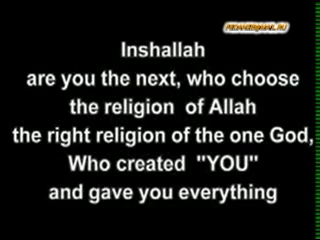 Inshallah
are you the next, who choose
the religion of Allah
the right religion of the one God,
Who created "YOU"
and gave you everything